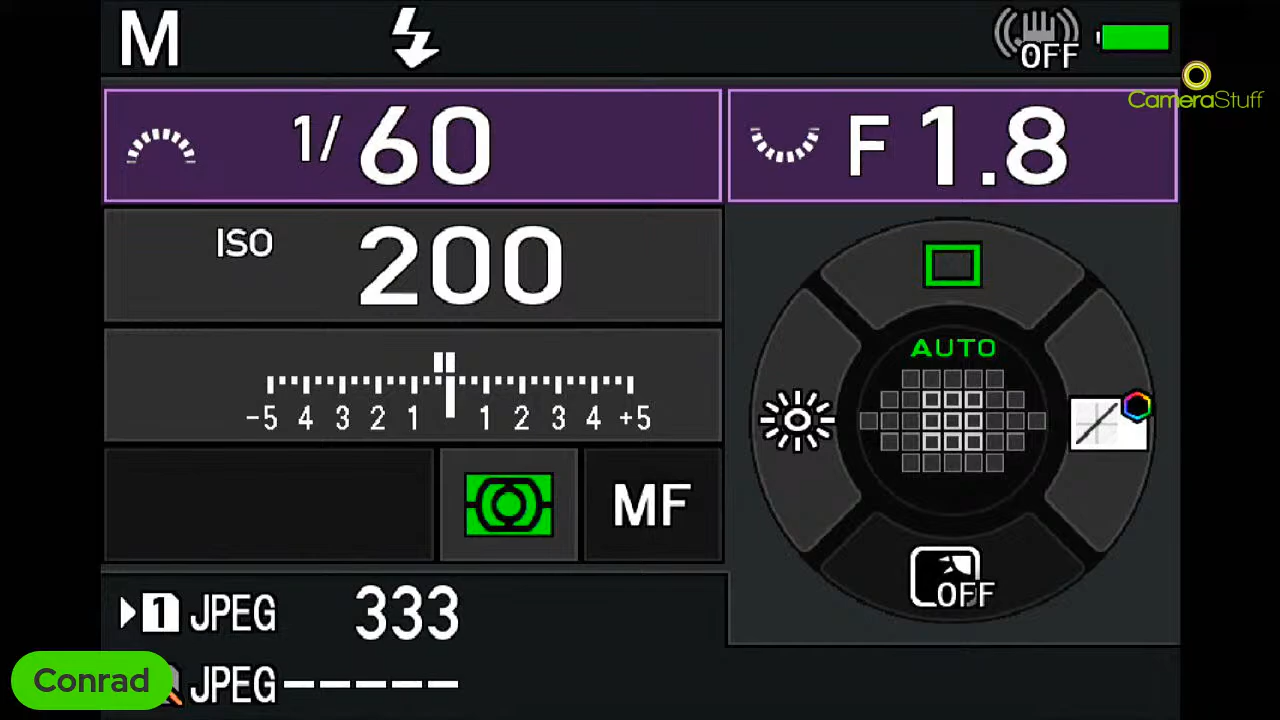 M
OFF
CameraStuff
1/ 60
F 1.8
ISO 200
-5 4 3 2 1 1 2 3 4 +5
AUTO
MF
OFF
1 JPEG 333
JPEG -----
Conrad